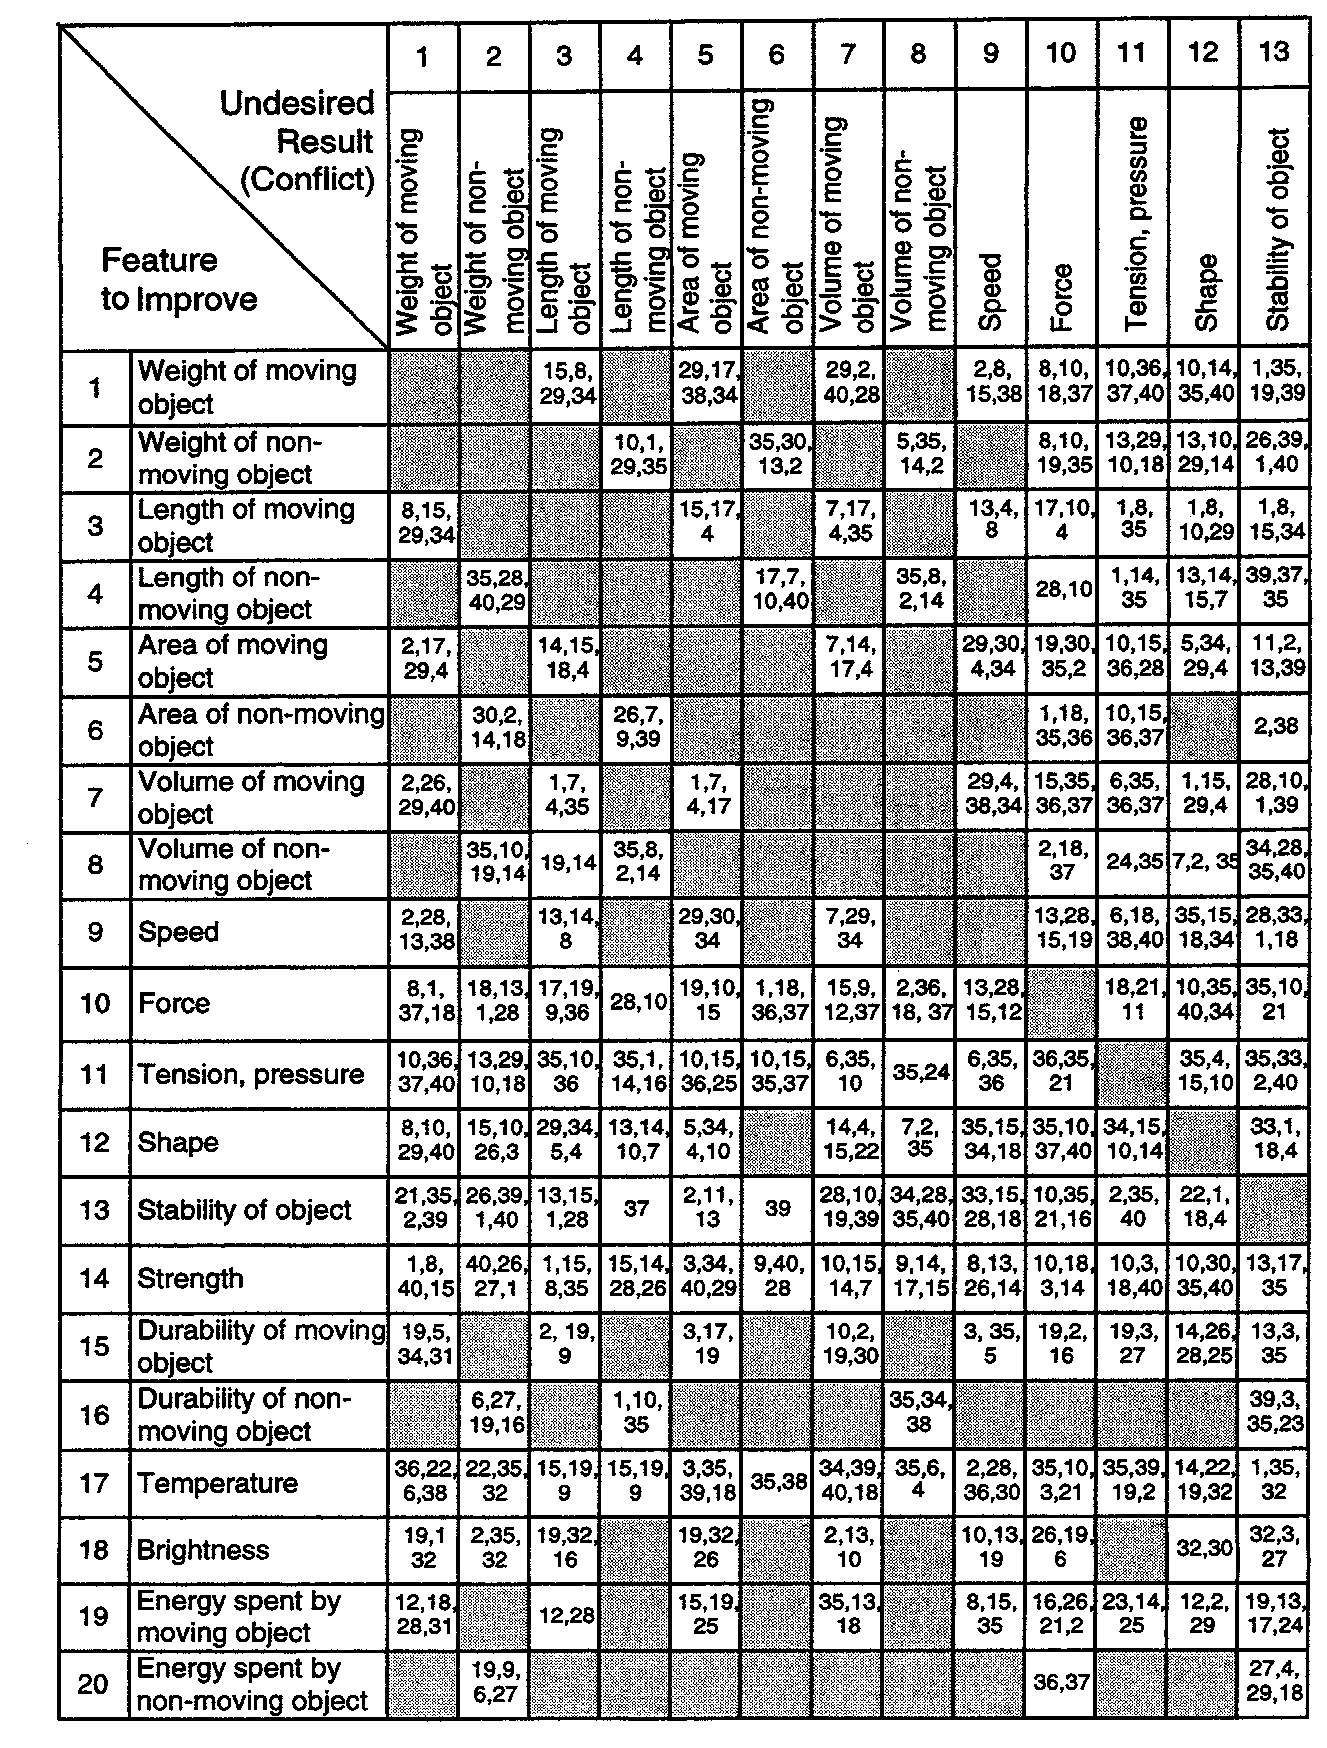 1 2 3 4 5 6 7 8 9 10 11 12 13
Undesired
Result
(Conflict)
Feature
to Improve
Weight of moving
object
Weight of non-
moving object
Length of moving
object
Length of non-
moving object
Area of moving
object
Area of non-moving
object
Volume of moving
object
Volume of non-
moving object
Speed
Force
Tension, pressure
Shape
Stability of object
1 Weight of moving 15,8, 29,17, 29,2, 2,8, 8,10, 10,36, 10,14, 1,35,
object 29,34 38,34 40,28 15,38 18,37 37,40 35,40 19,39
2 Weight of non- 10,1, 35,30, 5,35, 8,10, 13,29, 13,10, 26,39,
moving object 29,35 13,2 14,2 19,35 10,18 29,14 1,40
3 Length of moving 8,15, 15,17, 7,17, 13,4, 17,10, 1,8, 1,8, 1,8,
object 29,34 4 4,35 8 4 35 10,29 15,34
4 Length of non- 35,28, 17,7, 35,8, 28,10 1,14, 13,14, 39,37,
moving object 40,29 10,40 2,14 35 15,7 35
5 Area of moving 2,17, 14,15, 7,14, 29,30, 19,30, 10,15, 5,34, 11,2,
object 29,4 18,4 17,4 4,34 35,2 36,28 29,4 13,39
6 Area of non-moving 30,2, 26,7, 1,18, 10,15, 2,38
object 14,18 9,39 35,36 36,37
7 Volume of moving 2,26, 1,7, 1,7, 29,4, 15,35, 6,35, 1,15, 28,10,
object 29,40 4,35 4,17 38,34 36,37 36,37 29,4 1,39
8 Volume of non- 35,10, 19,14 35,8, 2,18, 24,35 7,2, 35 34,28,
moving object 19,14 2,14 37 35,40
9 Speed 2,28, 13,14, 29,30, 7,29, 13,28, 6,18, 35,15, 28,33,
13,38 8 34 34 15,19 38,40 18,34 1,18
10 Force 8,1, 18,13, 17,19, 28,10 19,10, 1,18, 15,9, 2,36, 13,28, 18,21, 10,35, 35,10,
37,18 1,28 9,36 15 36,37 12,37 18, 37 15,12 11 40,34 21
11 Tension, pressure 10,36, 13,29, 35,10, 35,1, 10,15, 10,15, 6,35, 35,24 6,35, 36,35, 35,4, 35,33,
37,40 10,18 36 14,16 36,25 35,37 10 36 21 15,10 2,40
12 Shape 8,10, 15,10, 29,34, 13,14, 5,34, 14,4, 7,2, 35,15, 35,10, 34,15, 33,1,
29,40 26,3 5,4 10,7 4,10 15,22 35 34,18 37,40 10,14 18,4
13 Stability of object 21,35, 26,39, 13,15, 37 2,11, 39 28,10, 34,28, 33,15, 10,35, 2,35, 22,1,
2,39 1,40 1,28 13 19,39 35,40 28,18 21,16 40 18,4
14 Strength 1,8, 40,26, 1,15, 15,14, 3,34, 9,40, 10,15, 9,14, 8,13, 10,18, 10,3, 10,30, 13,17,
40,15 27,1 8,35 28,26 40,29 28 14,7 17,15 26,14 3,14 18,40 35,40 35
15 Durability of moving 19,5, 2, 19, 3,17, 10,2, 3, 35, 19,2, 19,3, 14,26, 13,3,
object 34,31 9 19 19,30 5 16 27 28,25 35
16 Durability of non- 6,27, 1,10, 35,34, 39,3,
moving object 19,16 35 38 35,23
17 Temperature 36,22, 22,35, 15,19, 15,19, 3,35, 35,38 34,39, 35,6, 2,28, 35,10, 35,39, 14,22, 1,35,
6,38 32 9 9 39,18 40,18 4 36,30 3,21 19,2 19,32 32
18 Brightness 19,1 2,35, 19,32, 19,32, 2,13, 10,13, 26,19, 32,30 32,3,
32 32 16 26 10 19 6 27
19 Energy spent by 12,18, 12,28 15,19, 35,13, 8,15, 16,26, 23,14, 12,2, 19,13,
moving object 28,31 25 18 35 21,2 25 29 17,24
20 Energy spent by 19,9, 36,37 27,4,
non-moving object 6,27 29,18